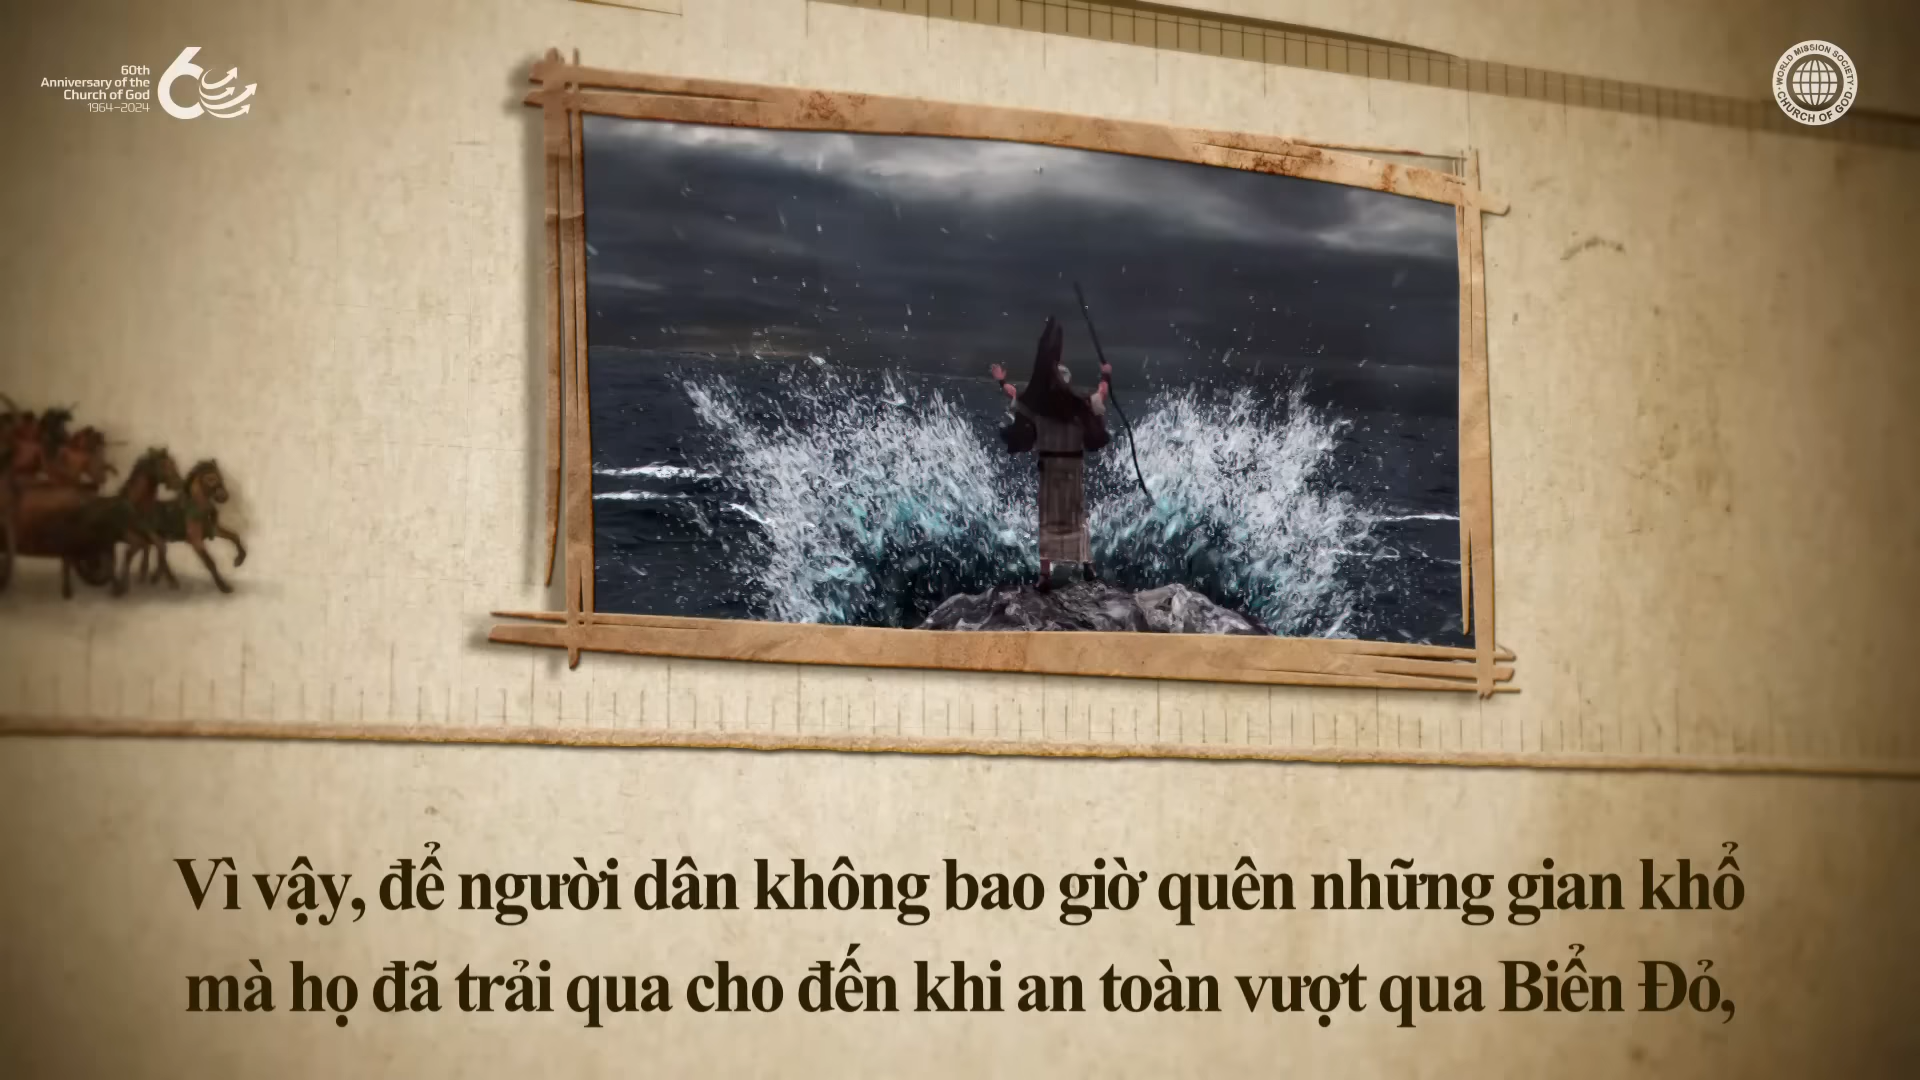 60th
Anniversary of the
Church of God
1964–2024
60
WORLD MISSION SOCIETY
CHURCH OF GOD
Vì vậy, để người dân không bao giờ quên những gian khổ
mà họ đã trải qua cho đến khi an toàn vượt qua Biển Đỏ,